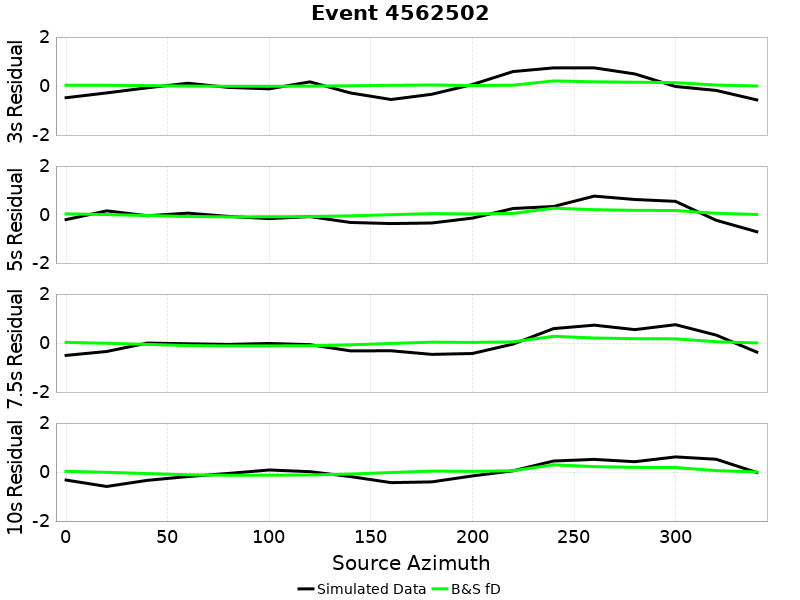 Event 4562502
3s Residual
2
0
-2
5s Residual
2
0
-2
7.5s Residual
2
0
-2
10s Residual
2
0
-2
0 50 100 150 200 250 300
Source Azimuth
Simulated Data B&S fD